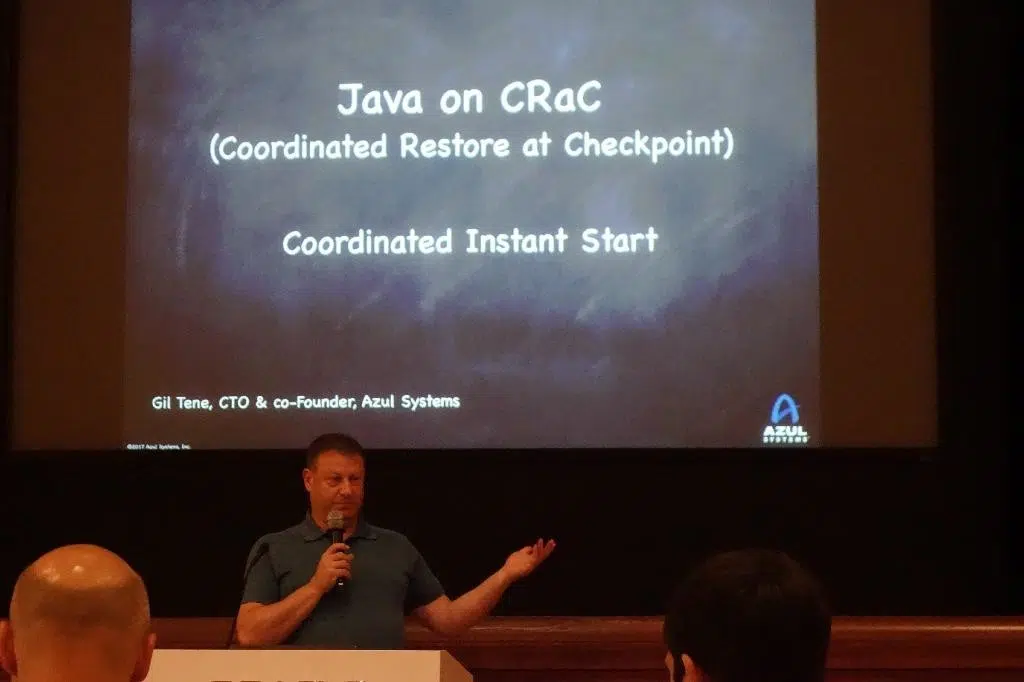 Java on CRaC
(Coordinated Restore at Checkpoint)
Coordinated Instant Start
Gil Tene, CTO & co-Founder, Azul Systems
AZUL
SYSTEMS
©2017 Azul Systems, Inc.